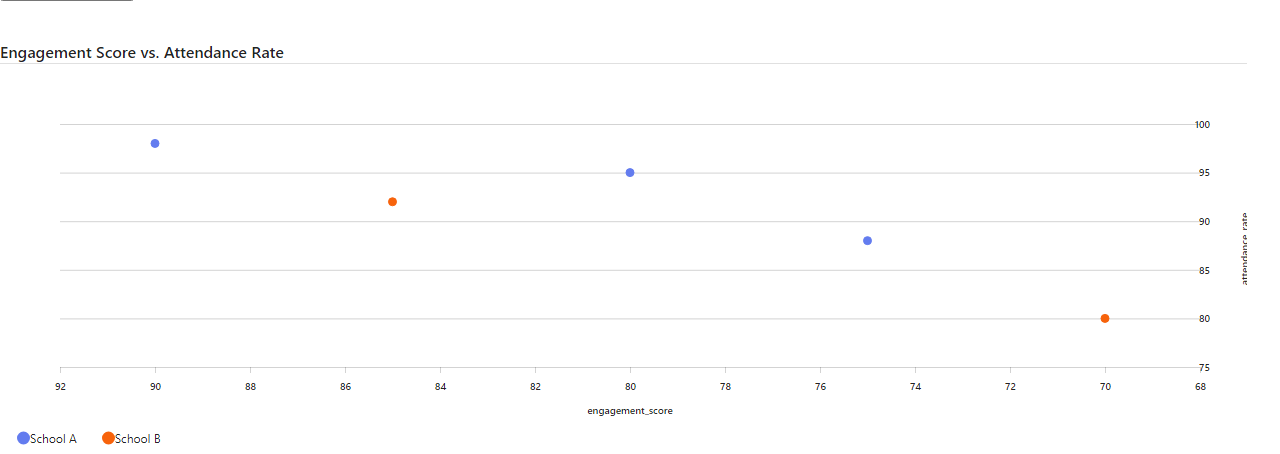 Engagement Score vs. Attendance Rate
100
95
90
85
80
75
attendance_rate
92 90 88 86 84 82 80 78 76 74 72 70 68
engagement_score
School A School B